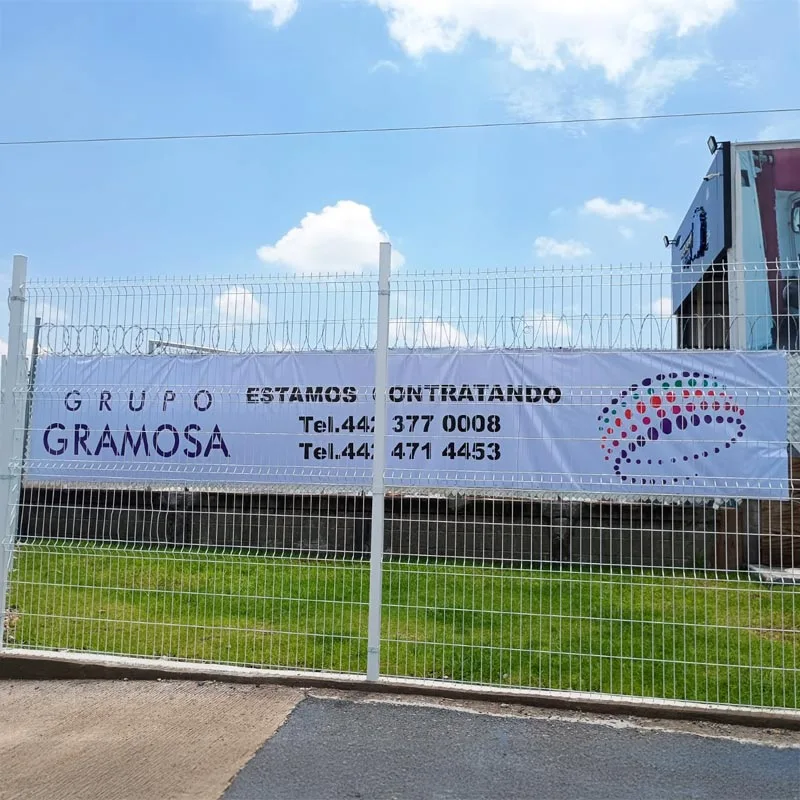 GRUPO
GRAMOSA
ESTAMOS CONTRATANDO
Tel.442 377 0008
Tel.442 471 4453